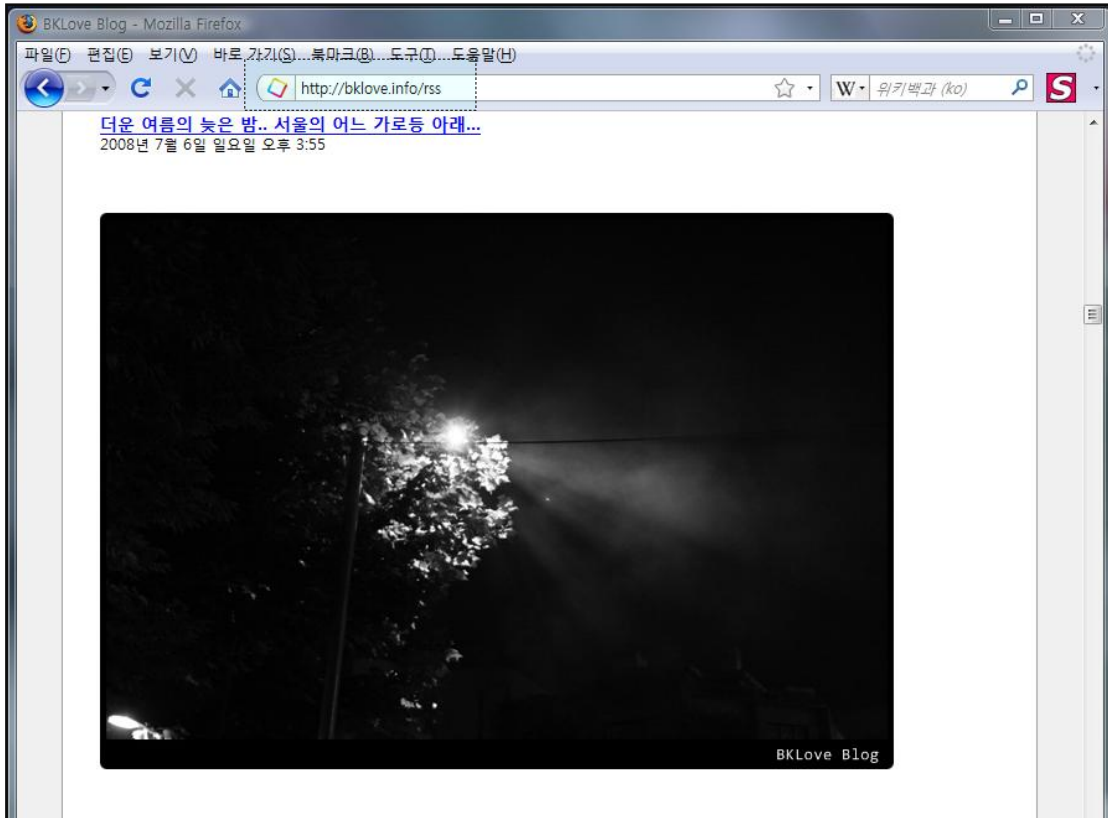 BKLove Blog - Mozilla Firefox
파일(F) 편집(E) 보기(V) 바로 가기(S) 북마크(B) 도구(T) 도움말(H)
http://bklove.info/rss W 위키백과 (ko) S
더운 여름의 늦은 밤.. 서울의 어느 가로등 아래...
2008년 7월 6일 일요일 오후 3:55
BKLove Blog